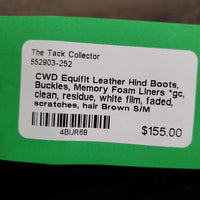 The Tack Collector
552903-252
CWD Equifit Leather Hind Boots,
Buckles, Memory Foam Liners *gc,
clean, residue, white film, faded,
scratches, hair Brown S/M
4BUR68
$155.00